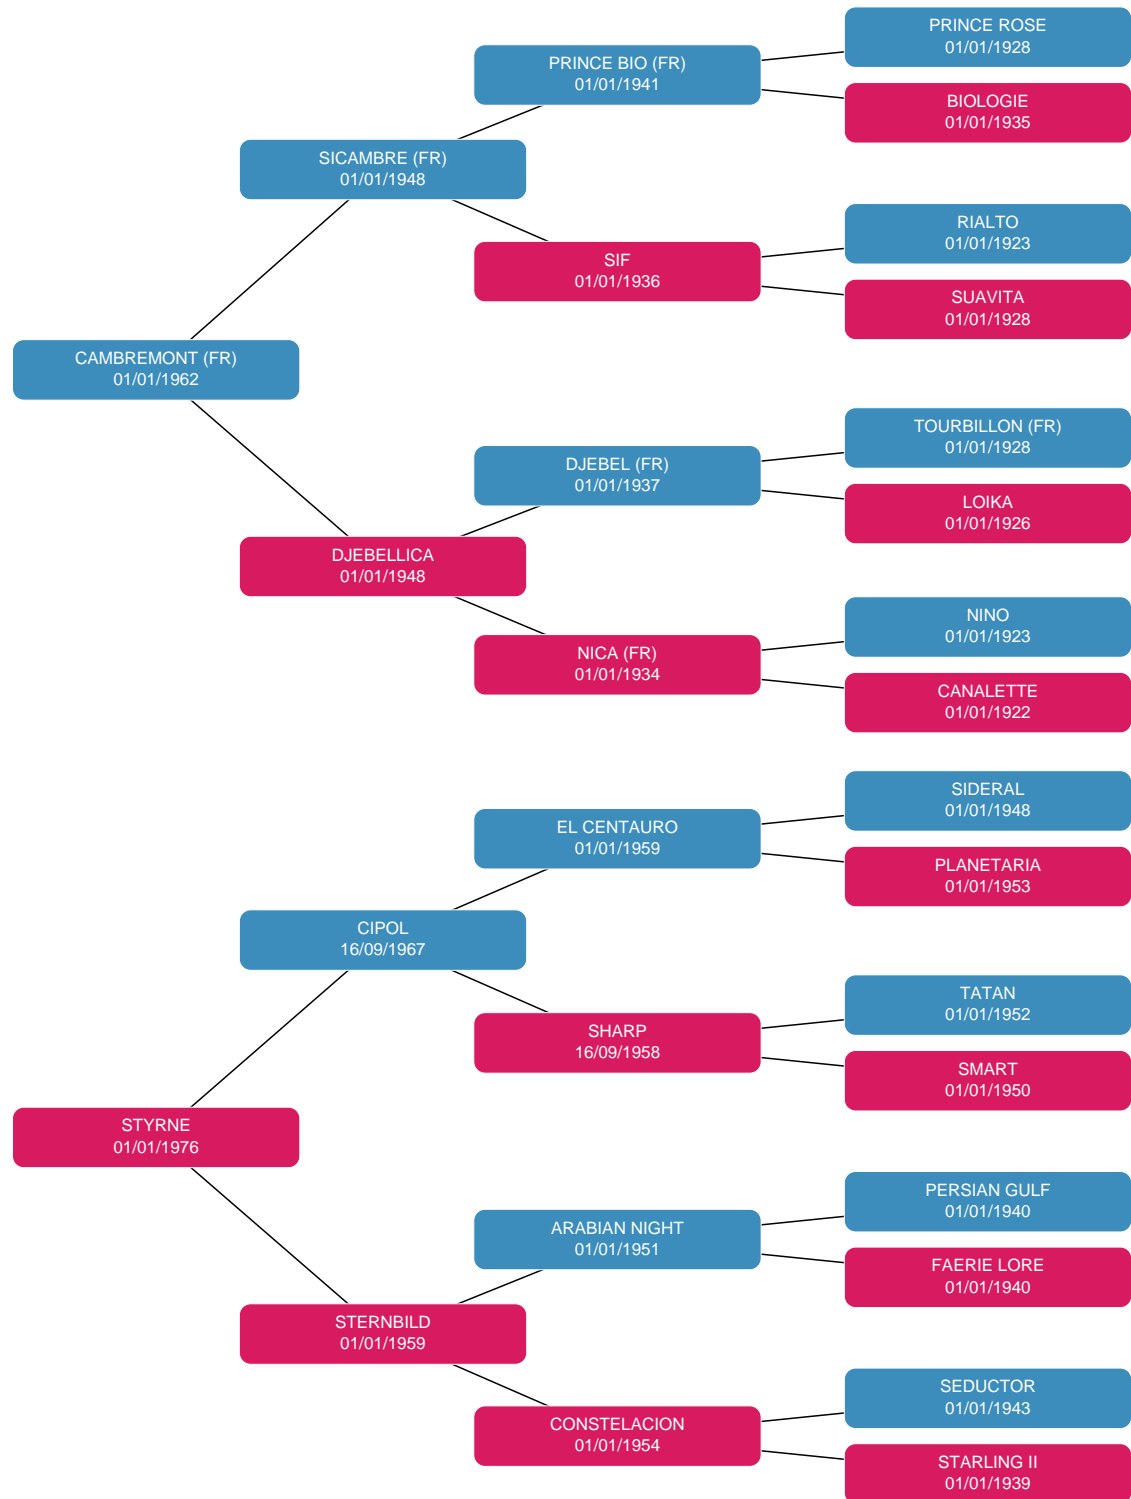 PRINCE ROSE
01/01/1928
PRINCE BIO (FR)
01/01/1941
BIOLOGIE
01/01/1935
SICAMBRE (FR)
01/01/1948
RIALTO
01/01/1923
SIF
01/01/1936
SUAVITA
01/01/1928
CAMBREMONT (FR)
01/01/1962
TOURBILLON (FR)
01/01/1928
DJEBEL (FR)
01/01/1937
LOIKA
01/01/1926
DJEBELLICA
01/01/1948
NINO
01/01/1923
NICA (FR)
01/01/1934
CANALETTE
01/01/1922
SIDERAL
01/01/1948
EL CENTAURO
01/01/1959
PLANETARIA
01/01/1953
CIPOL
16/09/1967
TATAN
01/01/1952
SHARP
16/09/1958
SMART
01/01/1950
STYRNE
01/01/1976
PERSIAN GULF
01/01/1940
ARABIAN NIGHT
01/01/1951
FAERIE LORE
01/01/1940
STERNBILD
01/01/1959
SEDUCTOR
01/01/1943
CONSTELACION
01/01/1954
STARLING II
01/01/1939